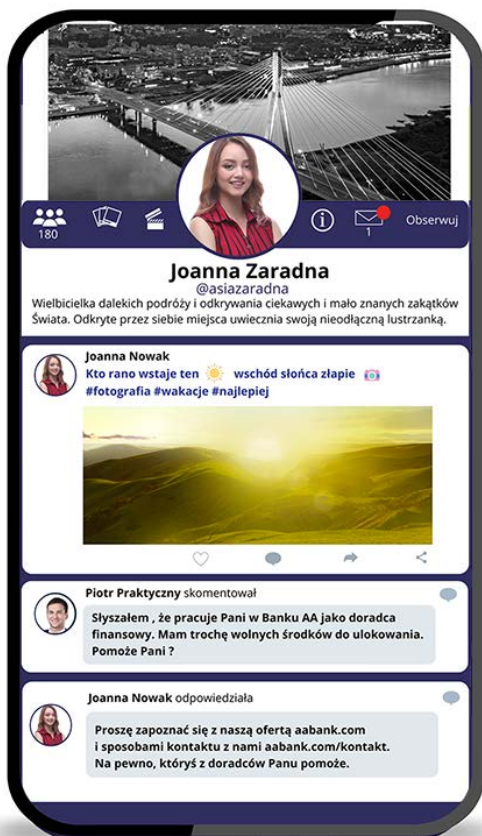 180
1
Obserwuj
Joanna Zaradna
@asiazaradna
Wielbicielka dalekich podróży i odkrywania ciekawych i mało znanych zakątków
Świata. Odkryte przez siebie miejsca uwiecznia swoją nieodłączną lustrzanką.
Joanna Nowak
Kto rano wstaje ten ☀️ wschód słońca złapie 📷
#fotografia #wakacje #najlepiej
Piotr Praktyczny skomentował
Słyszałem , że pracuje Pani w Banku AA jako doradca
finansowy. Mam trochę wolnych środków do ulokowania.
Pomoże Pani ?
Joanna Nowak odpowiedziała
Proszę zapoznać się z naszą ofertą aabank.com
i sposobami kontaktu z nami aabank.com/kontakt.
Na pewno, któryś z doradców Panu pomoże.